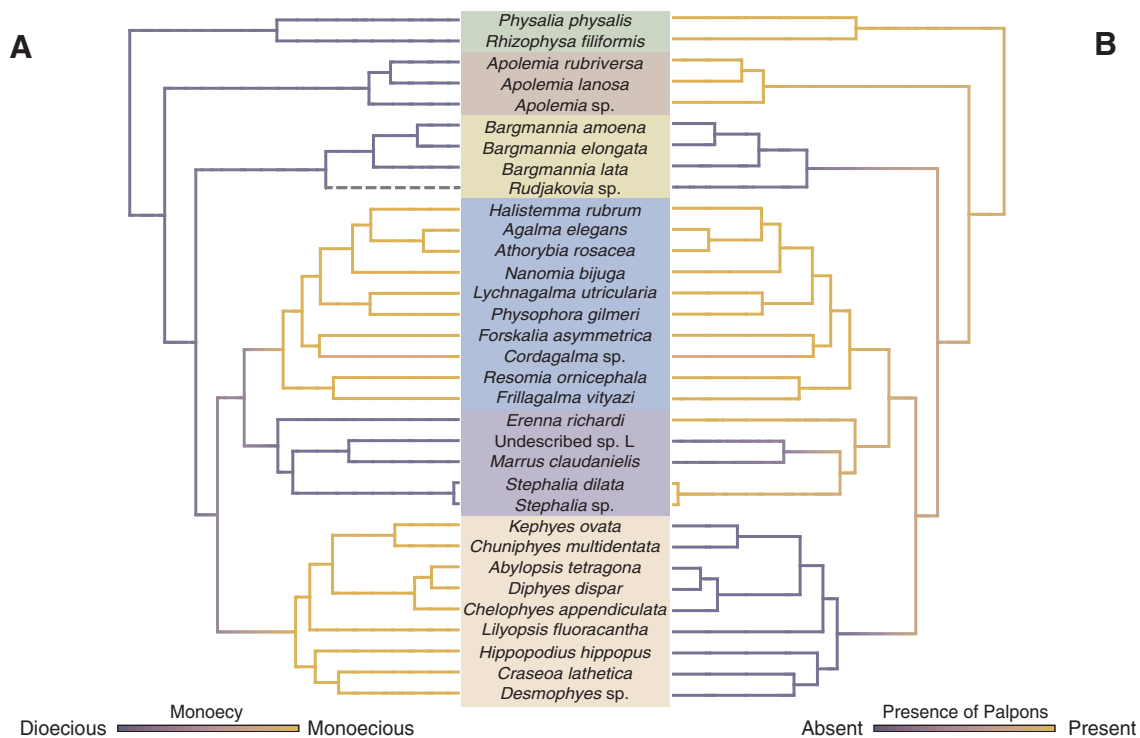 A
B
Physalia physalis
Rhizophysa filiformis
Apolemia rubriversa
Apolemia lanosa
Apolemia sp.
Bargmannia amoena
Bargmannia elongata
Bargmannia lata
Rudjakovia sp.
Halistemma rubrum
Agalma elegans
Athorybia rosacea
Nanomia bijuga
Lychnagalma utricularia
Physophora gilmeri
Forskalia asymmetrica
Cordagalma sp.
Resomia ornicephala
Frillagalma vityazi
Erenna richardi
Undescribed sp. L
Marrus claudanielis
Stephalia dilata
Stephalia sp.
Kephyes ovata
Chuniphyes multidentata
Abylopsis tetragona
Diphyes dispar
Chelophyes appendiculata
Lilyopsis fluoracantha
Hippopodius hippopus
Craseoa lathetica
Desmophyes sp.
Monoecy
Dioecious Monoecious
Presence of Palpons
Absent Present